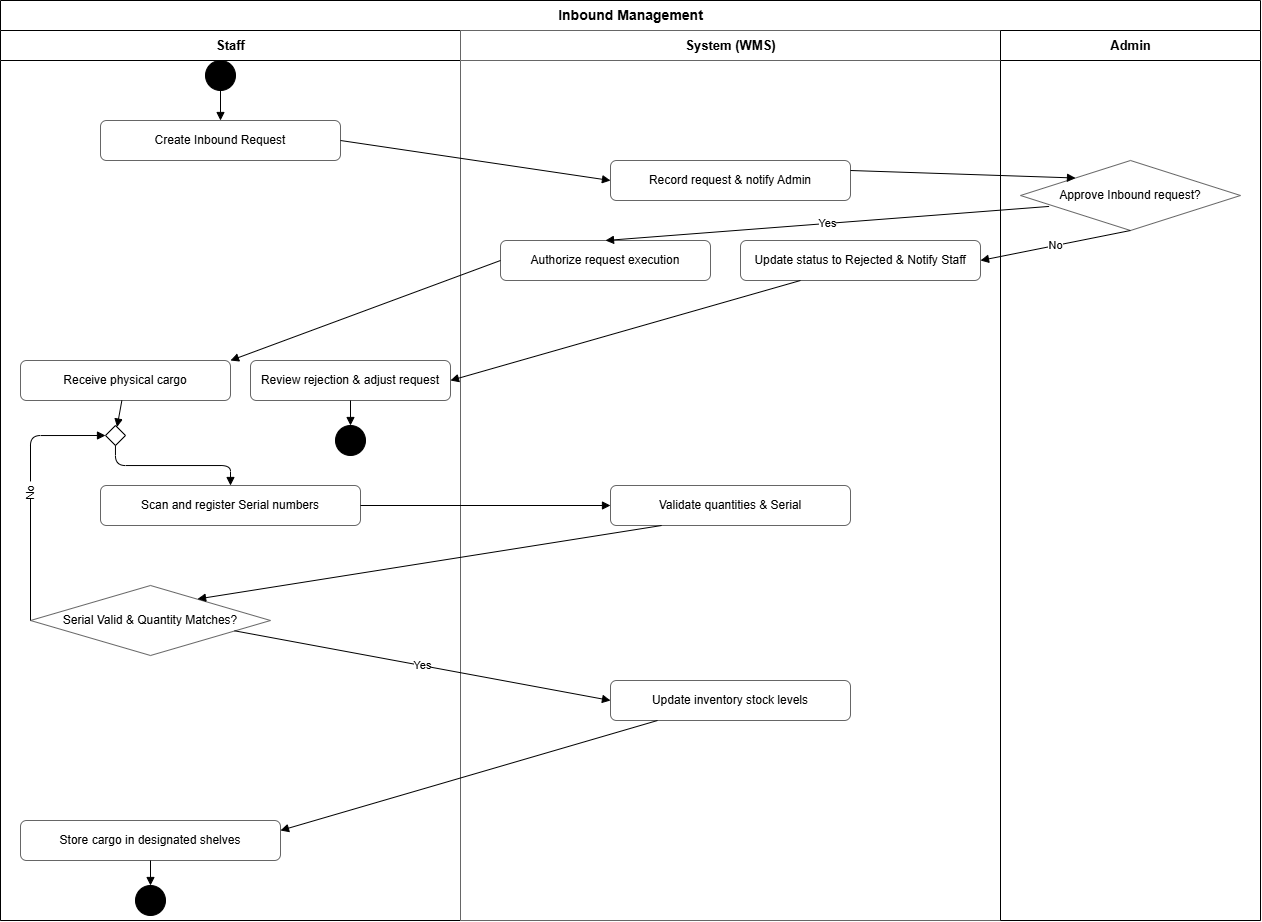 Inbound Management
Staff
System (WMS)
Admin
Create Inbound Request
Record request & notify Admin
Approve Inbound request?
Yes
No
Authorize request execution
Update status to Rejected & Notify Staff
Receive physical cargo
Review rejection & adjust request
No
Scan and register Serial numbers
Validate quantities & Serial
Serial Valid & Quantity Matches?
Yes
Update inventory stock levels
Store cargo in designated shelves